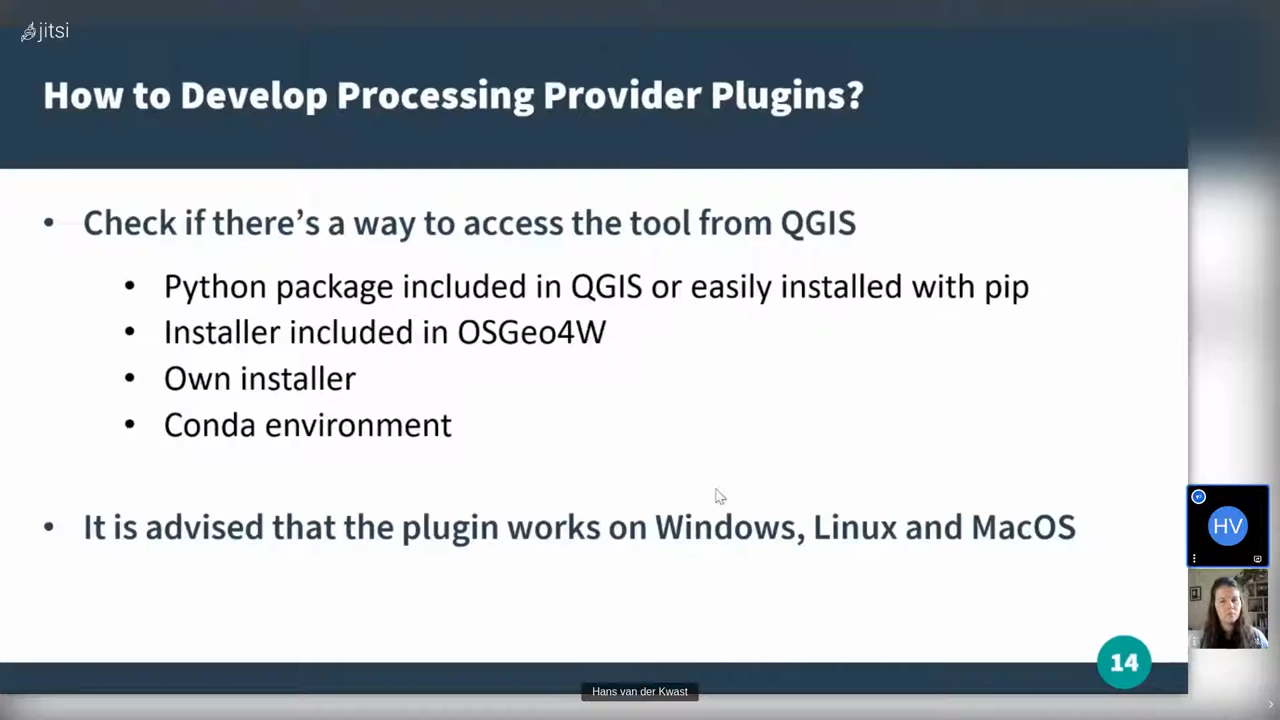 jitsi
How to Develop Processing Provider Plugins?
• Check if there’s a way to access the tool from QGIS
• Python package included in QGIS or easily installed with pip
• Installer included in OSGeo4W
• Own installer
• Conda environment
• It is advised that the plugin works on Windows, Linux and MacOS
HV
14
Hans van der Kwast